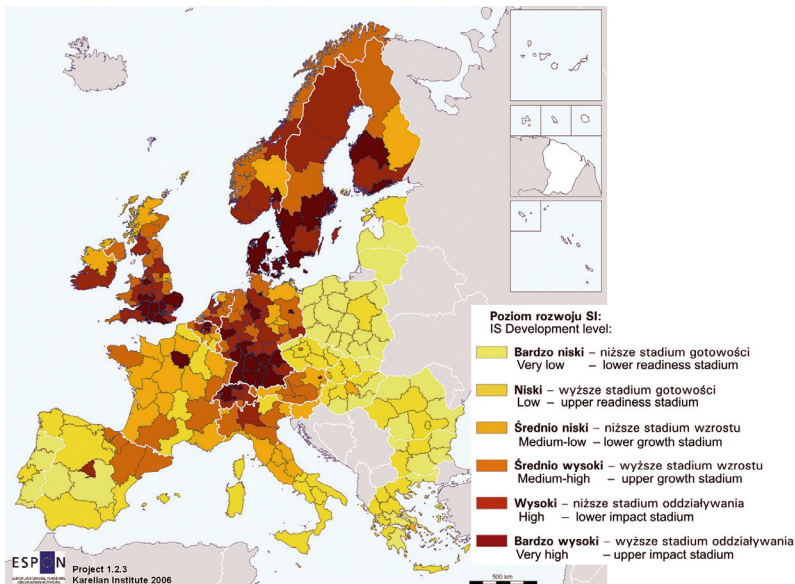 Poziom rozwoju SI:
IS Development level:
Bardzo niski – niższe stadium gotowości
Very low – lower readiness stadium
Niski – wyższe stadium gotowości
Low – upper readiness stadium
Średnio niski – niższe stadium wzrostu
Medium-low – lower growth stadium
Średnio wysoki – wyższe stadium wzrostu
Medium-high – upper growth stadium
Wysoki – niższe stadium oddziaływania
High – lower impact stadium
Bardzo wysoki – wyższe stadium oddziaływania
Very high – upper impact stadium
ESPON
Project 1.2.3
Karelian Institute 2006
500 km